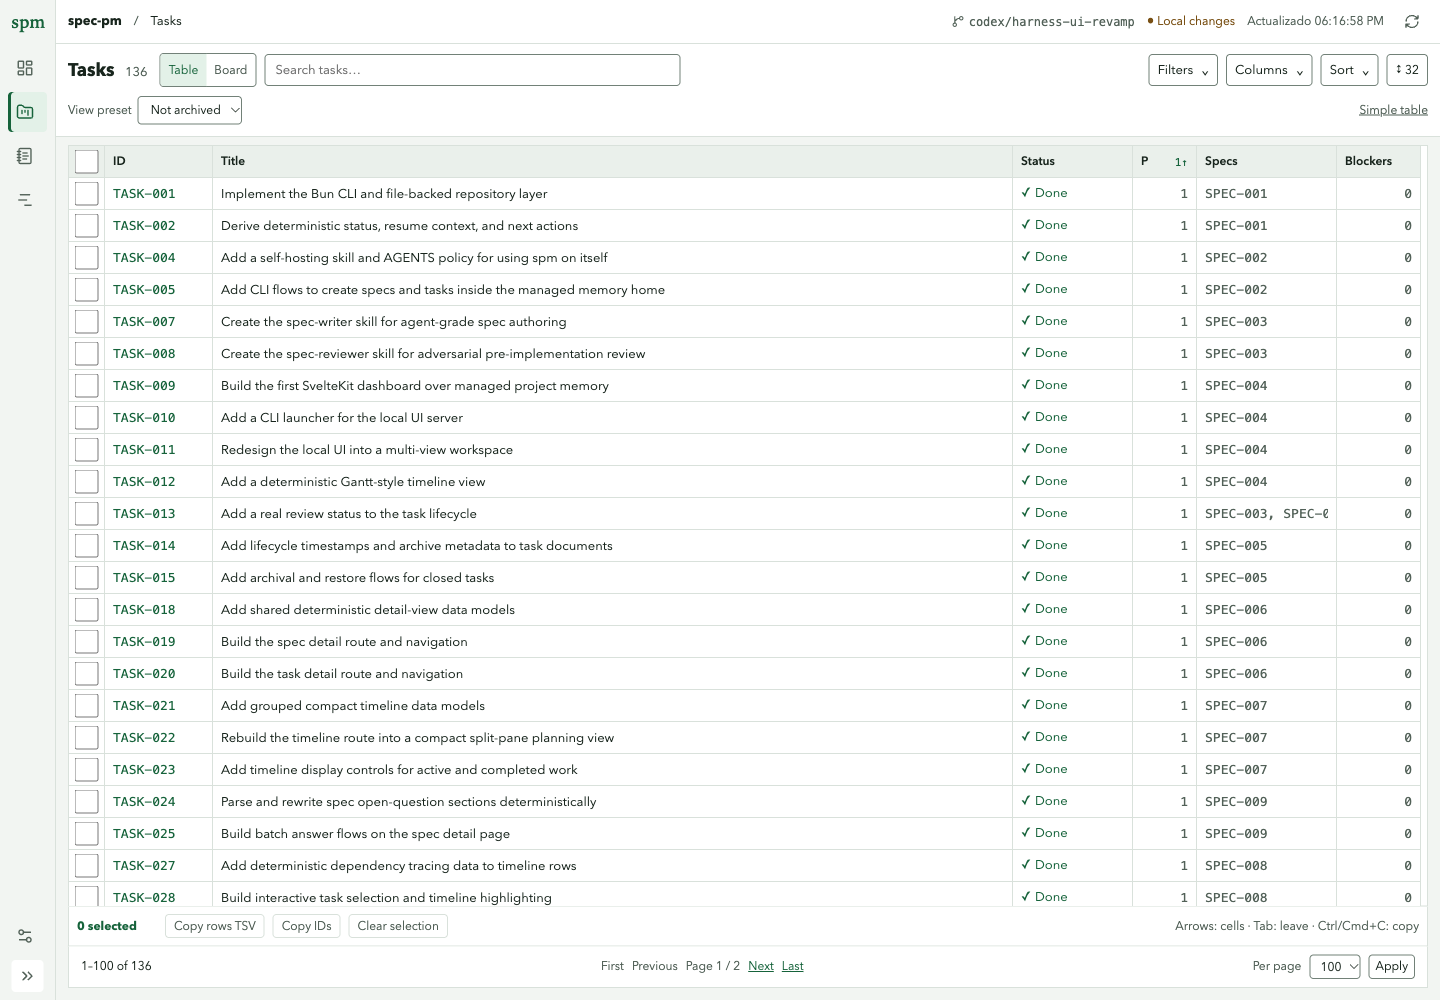 spm
spec-pm / Tasks
codex/harness-ui-revamp
Local changes
Actualizado 06:16:58 PM
Tasks 136
Table Board
Search tasks…
Filters
Columns
Sort
↕ 32
View preset Not archived
Simple table
ID Title Status P 1↑ Specs Blockers
TASK-001 Implement the Bun CLI and file-backed repository layer ✓ Done 1 SPEC-001 0
TASK-002 Derive deterministic status, resume context, and next actions ✓ Done 1 SPEC-001 0
TASK-004 Add a self-hosting skill and AGENTS policy for using spm on itself ✓ Done 1 SPEC-002 0
TASK-005 Add CLI flows to create specs and tasks inside the managed memory home ✓ Done 1 SPEC-002 0
TASK-007 Create the spec-writer skill for agent-grade spec authoring ✓ Done 1 SPEC-003 0
TASK-008 Create the spec-reviewer skill for adversarial pre-implementation review ✓ Done 1 SPEC-003 0
TASK-009 Build the first SvelteKit dashboard over managed project memory ✓ Done 1 SPEC-004 0
TASK-010 Add a CLI launcher for the local UI server ✓ Done 1 SPEC-004 0
TASK-011 Redesign the local UI into a multi-view workspace ✓ Done 1 SPEC-004 0
TASK-012 Add a deterministic Gantt-style timeline view ✓ Done 1 SPEC-004 0
TASK-013 Add a real review status to the task lifecycle ✓ Done 1 SPEC-003, SPEC-0 0
TASK-014 Add lifecycle timestamps and archive metadata to task documents ✓ Done 1 SPEC-005 0
TASK-015 Add archival and restore flows for closed tasks ✓ Done 1 SPEC-005 0
TASK-018 Add shared deterministic detail-view data models ✓ Done 1 SPEC-006 0
TASK-019 Build the spec detail route and navigation ✓ Done 1 SPEC-006 0
TASK-020 Build the task detail route and navigation ✓ Done 1 SPEC-006 0
TASK-021 Add grouped compact timeline data models ✓ Done 1 SPEC-007 0
TASK-022 Rebuild the timeline route into a compact split-pane planning view ✓ Done 1 SPEC-007 0
TASK-023 Add timeline display controls for active and completed work ✓ Done 1 SPEC-007 0
TASK-024 Parse and rewrite spec open-question sections deterministically ✓ Done 1 SPEC-009 0
TASK-025 Build batch answer flows on the spec detail page ✓ Done 1 SPEC-009 0
TASK-027 Add deterministic dependency tracing data to timeline rows ✓ Done 1 SPEC-008 0
TASK-028 Build interactive task selection and timeline highlighting ✓ Done 1 SPEC-008 0
0 selected Copy rows TSV Copy IDs Clear selection Arrows: cells · Tab: leave · Ctrl/Cmd+C: copy
1–100 of 136 First Previous Page 1 / 2 Next Last Per page 100 Apply